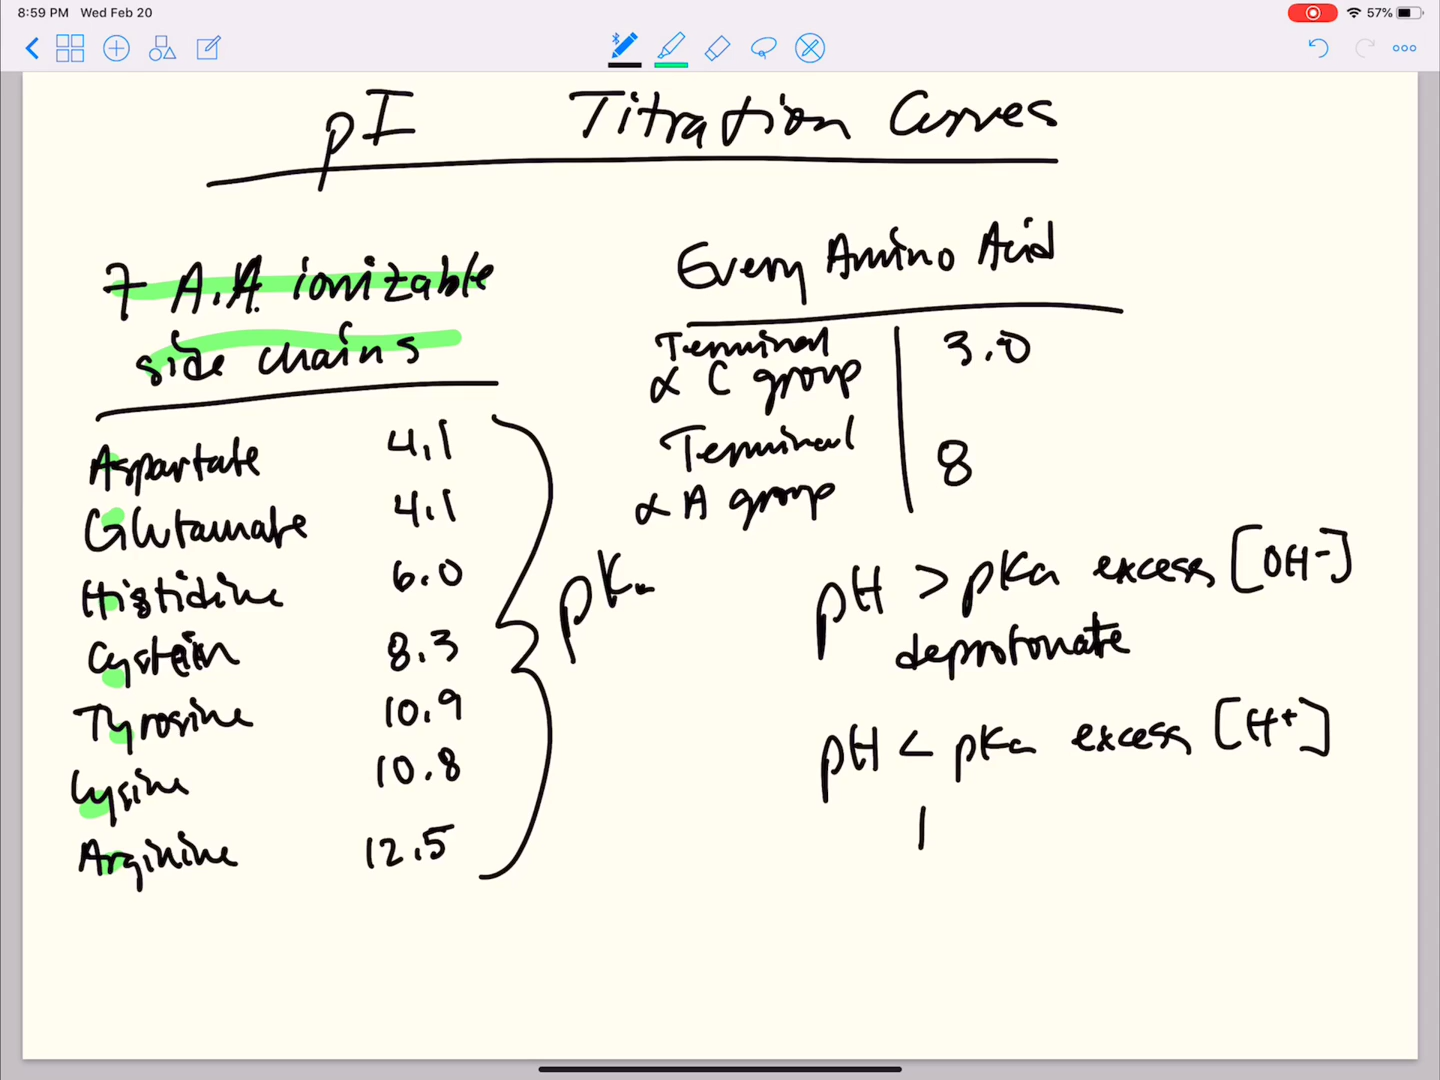 8:59 PM Wed Feb 20
57%
pI Titration Curves
7 A.A ionizable
side chains
Aspartate 4.1
Glutamate 4.1
Histidine 6.0
Cystein 8.3
Tyrosine 10.9
Lysine 10.8
Arginine 12.5
pKa
Every Amino Acid
Terminal
α C group 3.0
Terminal
α A group 8
pH > pKa excess [OH-]
deprotonate
pH < pKa excess [H+]